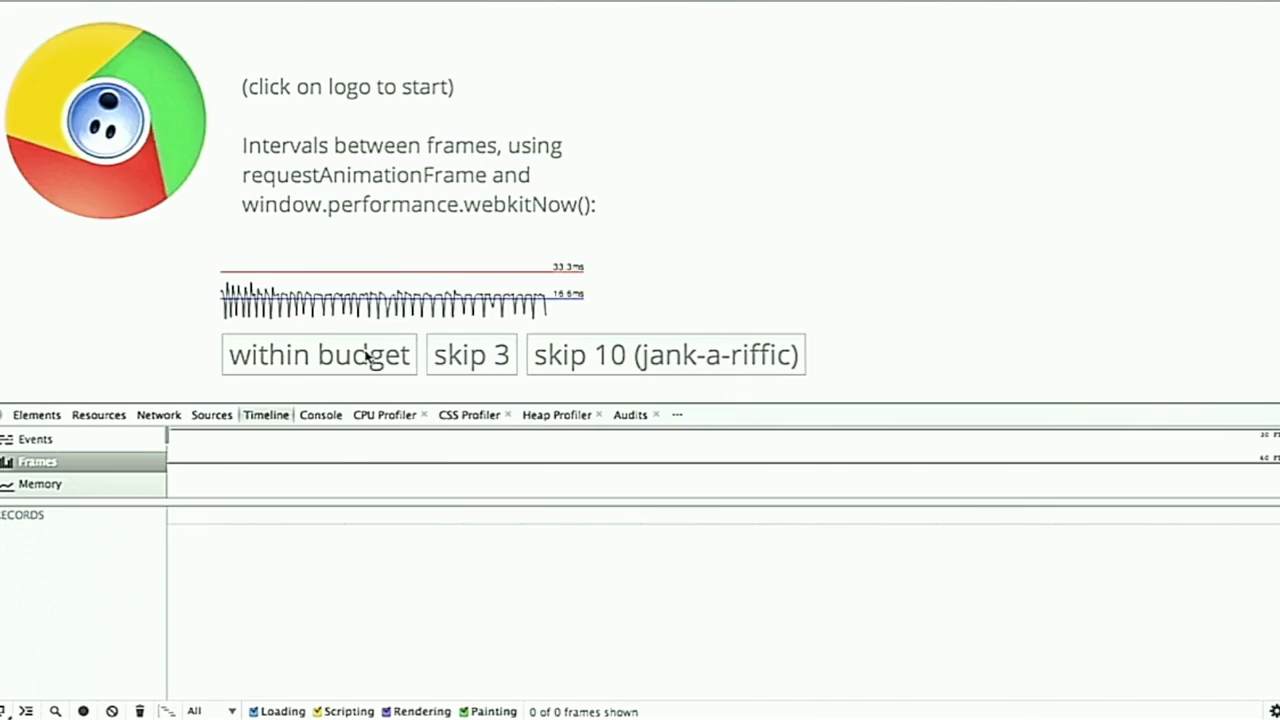 (click on logo to start)
Intervals between frames, using
requestAnimationFrame and
window.performance.webkitNow():
33.3ms
16.6ms
within budget
skip 3
skip 10 (jank-a-riffic)
Elements Resources Network Sources Timeline Console CPU Profiler × CSS Profiler × Heap Profiler × Audits × ···
Events
Frames
Memory
ECORDS
All
Loading Scripting Rendering Painting 0 of 0 frames shown